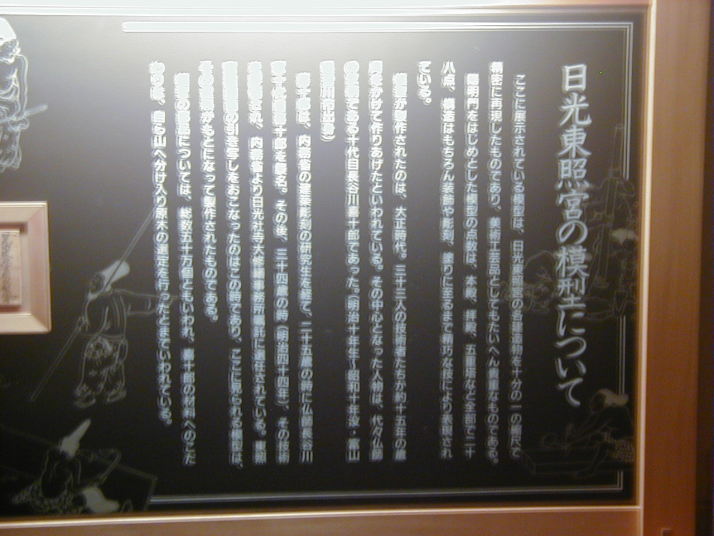 日光東照宮の模型について
ここに展示されている模型は、日光東照宮の各建造物を十分の一の縮尺で
精密に再現したものであり、美術工芸品としてもたいへん貴重なものである。
陽明門をはじめとした模型の点数は、本殿、拝殿、五重塔など全部で二十
八点、構造はもちろん装飾や彫刻、塗りに至るまで精巧な技により表現され
ている。
模型が製作されたのは、大正時代。三十三人の技術者たちが約十五年の歳
月をかけて作りあげたといわれている。その中心となった人物は、代々仏師
の家柄である十代目長谷川喜十郎であった。(明治十年生〜昭和十年没・富山
出身)
喜十郎は、内務省の建築彫刻の研究生を経て、二十五歳の時に仏師長谷川
家十代目喜十郎を襲名。その後、三十四歳の時(明治四十四年)、その技術
内務省より日光社寺大修繕事務所嘱託に選任されている。
の引き写しをおこなったのはこの時であり、ここに展示される模型は、
その がもとになって製作されたものである。
模型の部品については、総数五十万個ともいわれ、喜十郎の材料へのこだ
わりは、自ら山へ分け入り原木の選定を行ったとまでいわれている。